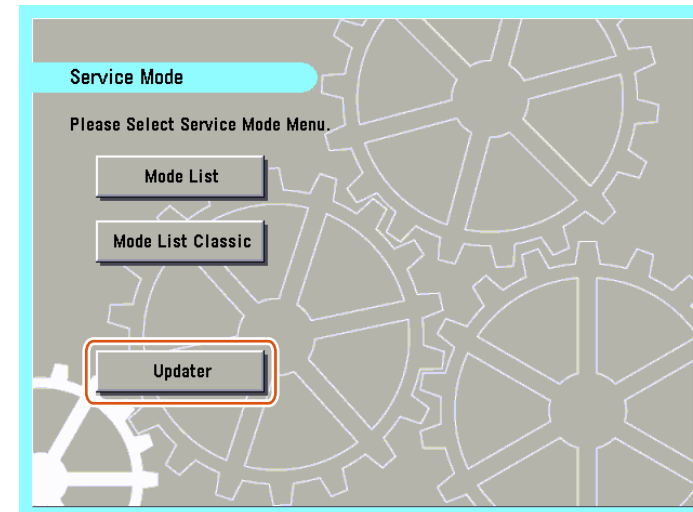 Service Mode
Please Select Service Mode Menu.
Mode List
Mode List Classic
Updater